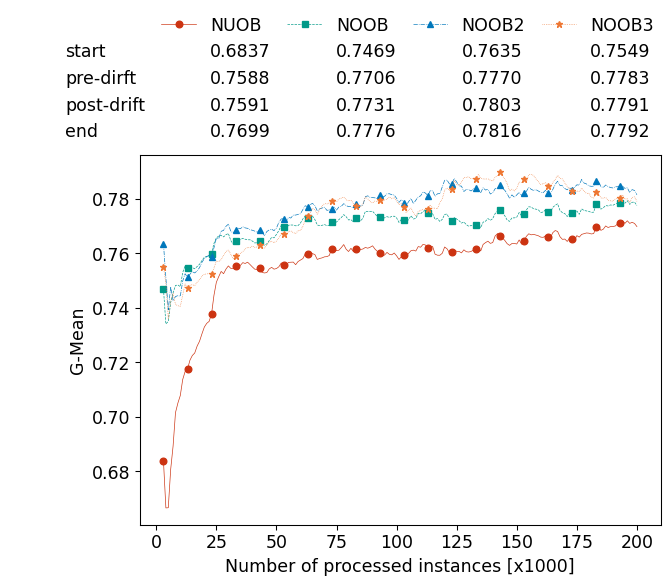 NUOB NOOB NOOB2 NOOB3
start 0.6837 0.7469 0.7635 0.7549
pre-dirft 0.7588 0.7706 0.7770 0.7783
post-drift 0.7591 0.7731 0.7803 0.7791
end 0.7699 0.7776 0.7816 0.7792
0.78
0.76
0.74
0.72
0.70
0.68
G-Mean
0 25 50 75 100 125 150 175 200
Number of processed instances [x1000]